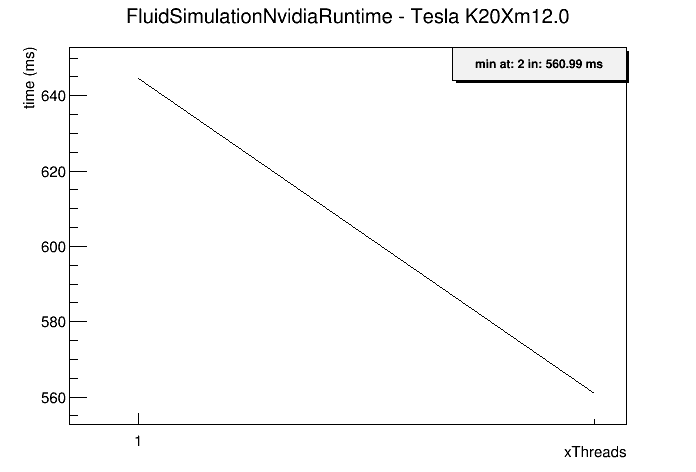 FluidSimulationNvidiaRuntime - Tesla K20Xm12.0
time (ms)
min at: 2 in: 560.99 ms
640
620
600
580
560
1
xThreads